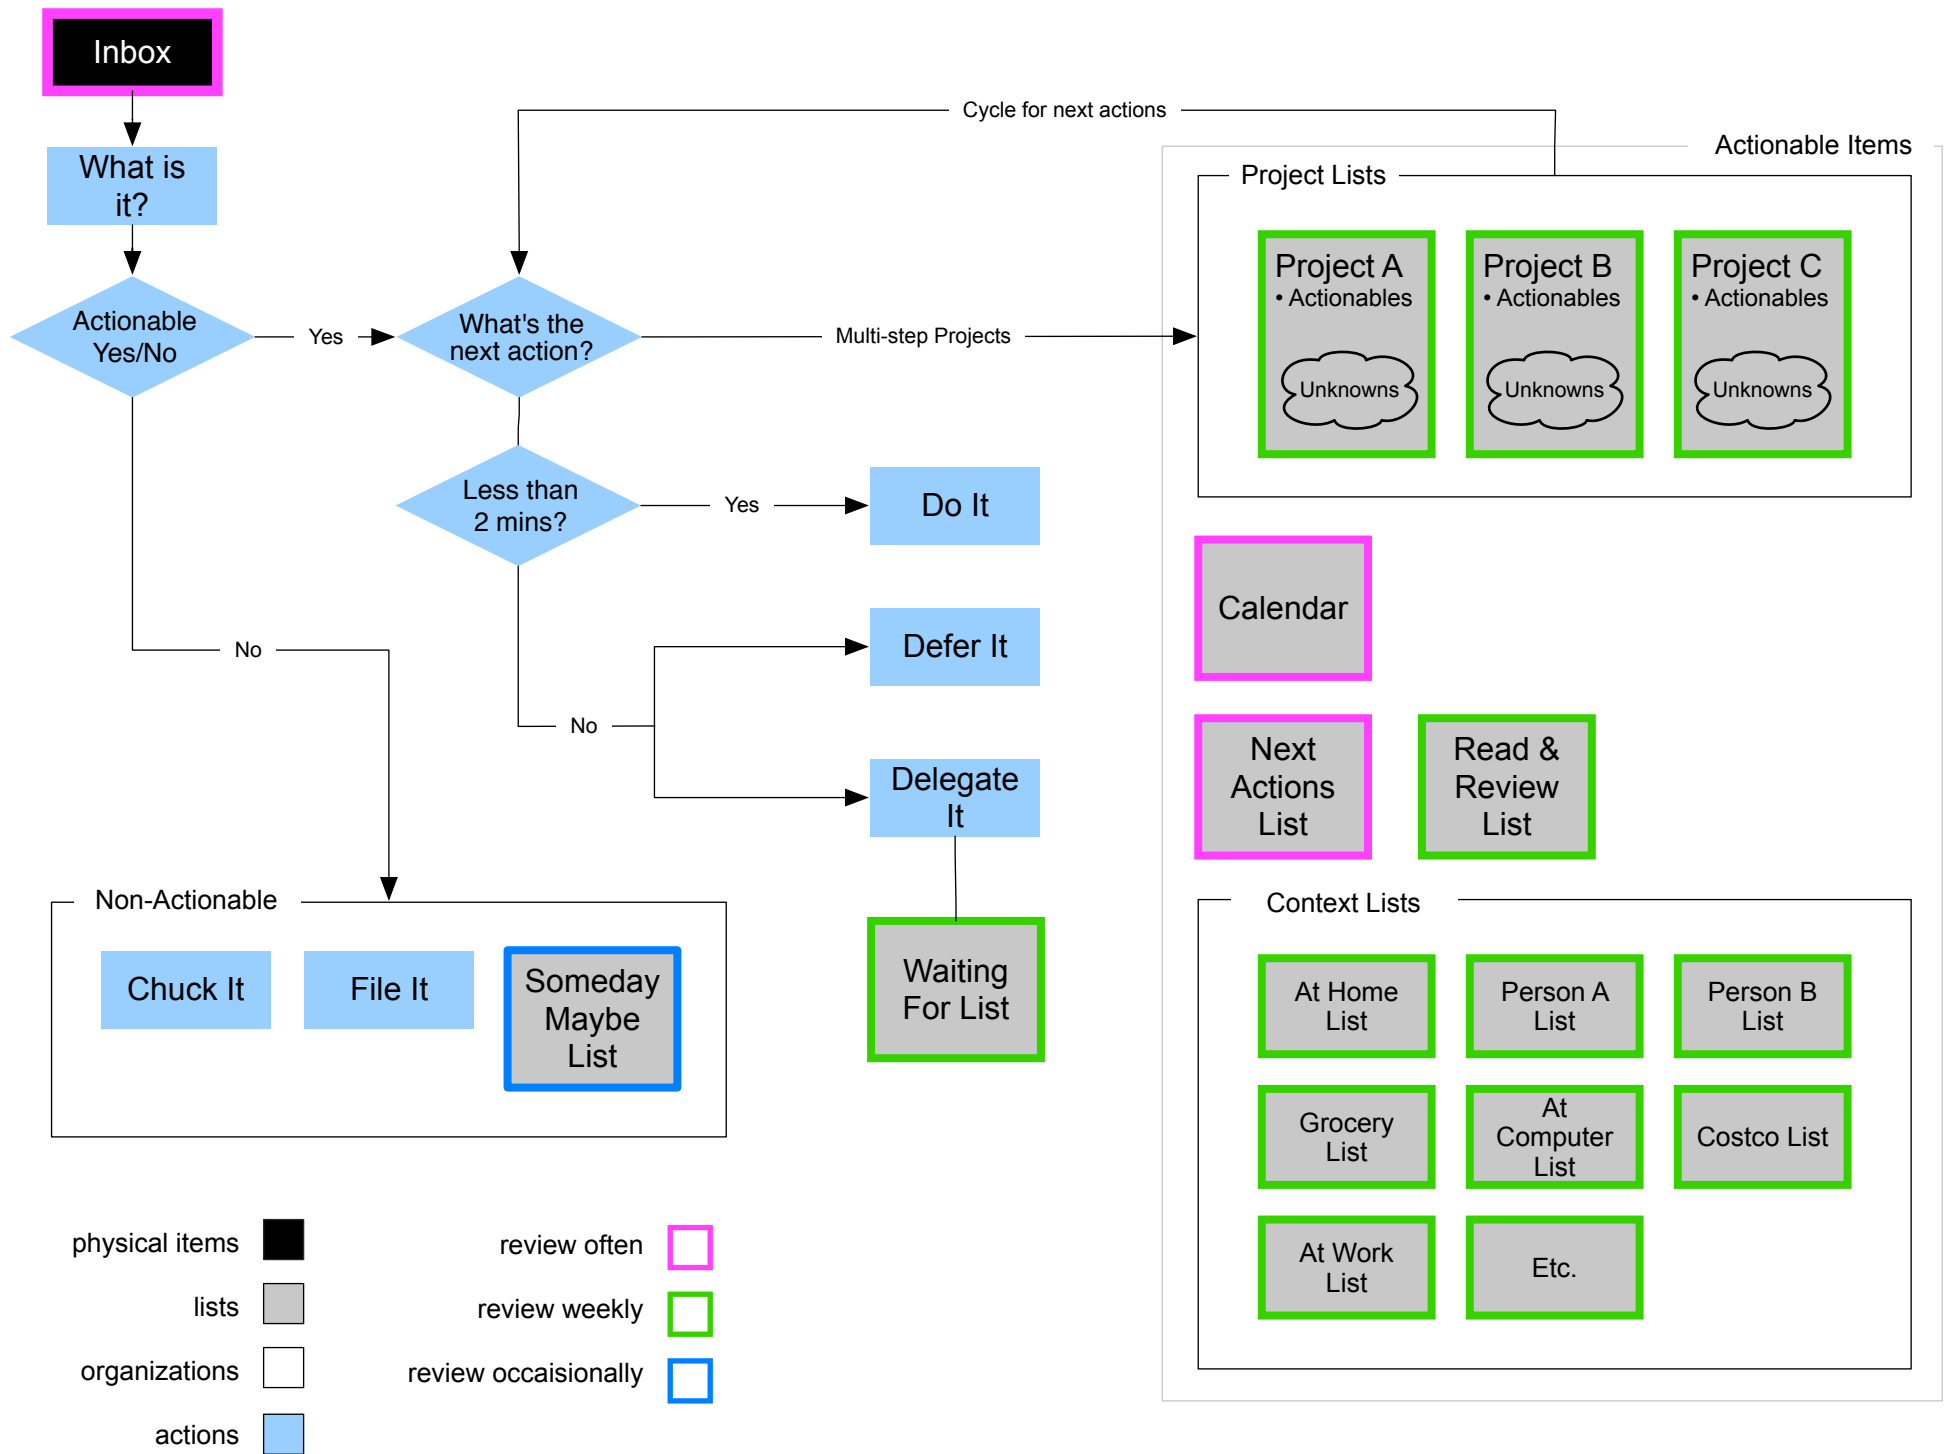 Inbox
What is
it?
Actionable
Yes/No
Yes
What's the
next action?
Multi-step Projects
Cycle for next actions
Less than
2 mins?
Yes
Do It
No
Defer It
Delegate
It
Waiting
For List
No
Non-Actionable
Chuck It
File It
Someday
Maybe
List
Actionable Items
Project Lists
Project A
• Actionables
Unknowns
Project B
• Actionables
Unknowns
Project C
• Actionables
Unknowns
Calendar
Next
Actions
List
Read &
Review
List
Context Lists
At Home
List
Person A
List
Person B
List
Grocery
List
At
Computer
List
Costco List
At Work
List
Etc.
physical items
lists
organizations
actions
review often
review weekly
review occaisionally